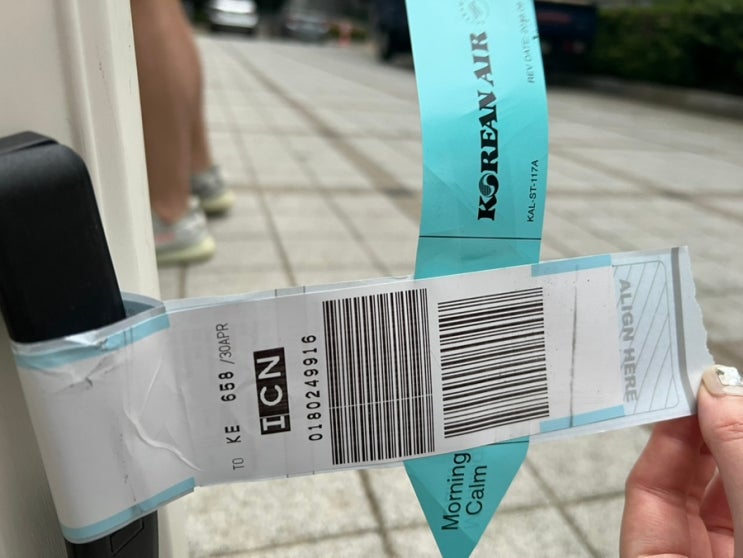 KOREAN AIR
KAL-ST-117A
TO KE 658 /30APR
ICN
0180249916
ALIGN HERE
Morning
Calm